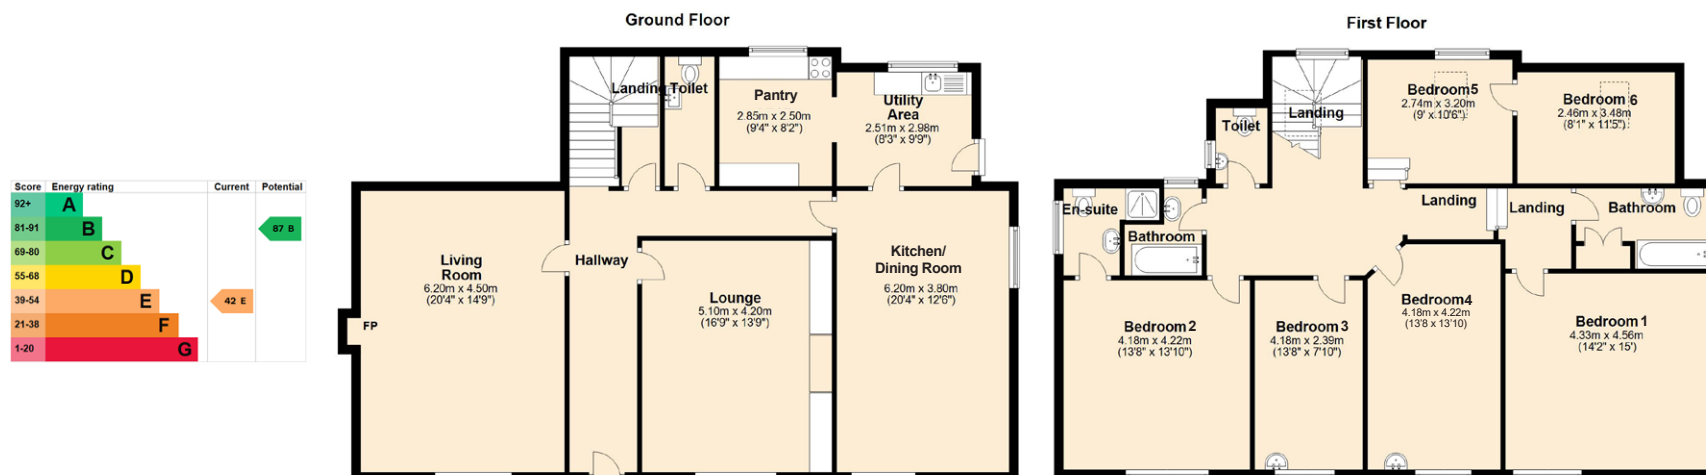 Score Energy rating Current Potential
92+ A
81-91 B 87 B
69-80 C
55-68 D
39-54 E 42 E
21-38 F
1-20 G
Ground Floor
Landing
Toilet
Pantry
2.85m x 2.50m
(9'4" x 8'2")
Utility
Area
2.51m x 2.98m
(8'3" x 9'9")
Living
Room
6.20m x 4.50m
(20'4" x 14'9")
FP
Hallway
Lounge
5.10m x 4.20m
(16'9" x 13'9")
Kitchen/
Dining Room
6.20m x 3.80m
(20'4" x 12'6")
First Floor
Landing
Toilet
Bedroom5
2.74m x 3.20m
(9' x 10'6")
Bedroom 6
2.46m x 3.48m
(8'1" x 11'5")
En-suite
Bathroom
Landing
Landing
Bathroom
Bedroom 2
4.18m x 4.22m
(13'8" x 13'10")
Bedroom 3
4.18m x 2.39m
(13'8" x 7'10")
Bedroom4
4.18m x 4.22m
(13'8 x 13'10)
Bedroom 1
4.33m x 4.56m
(14'2" x 15')